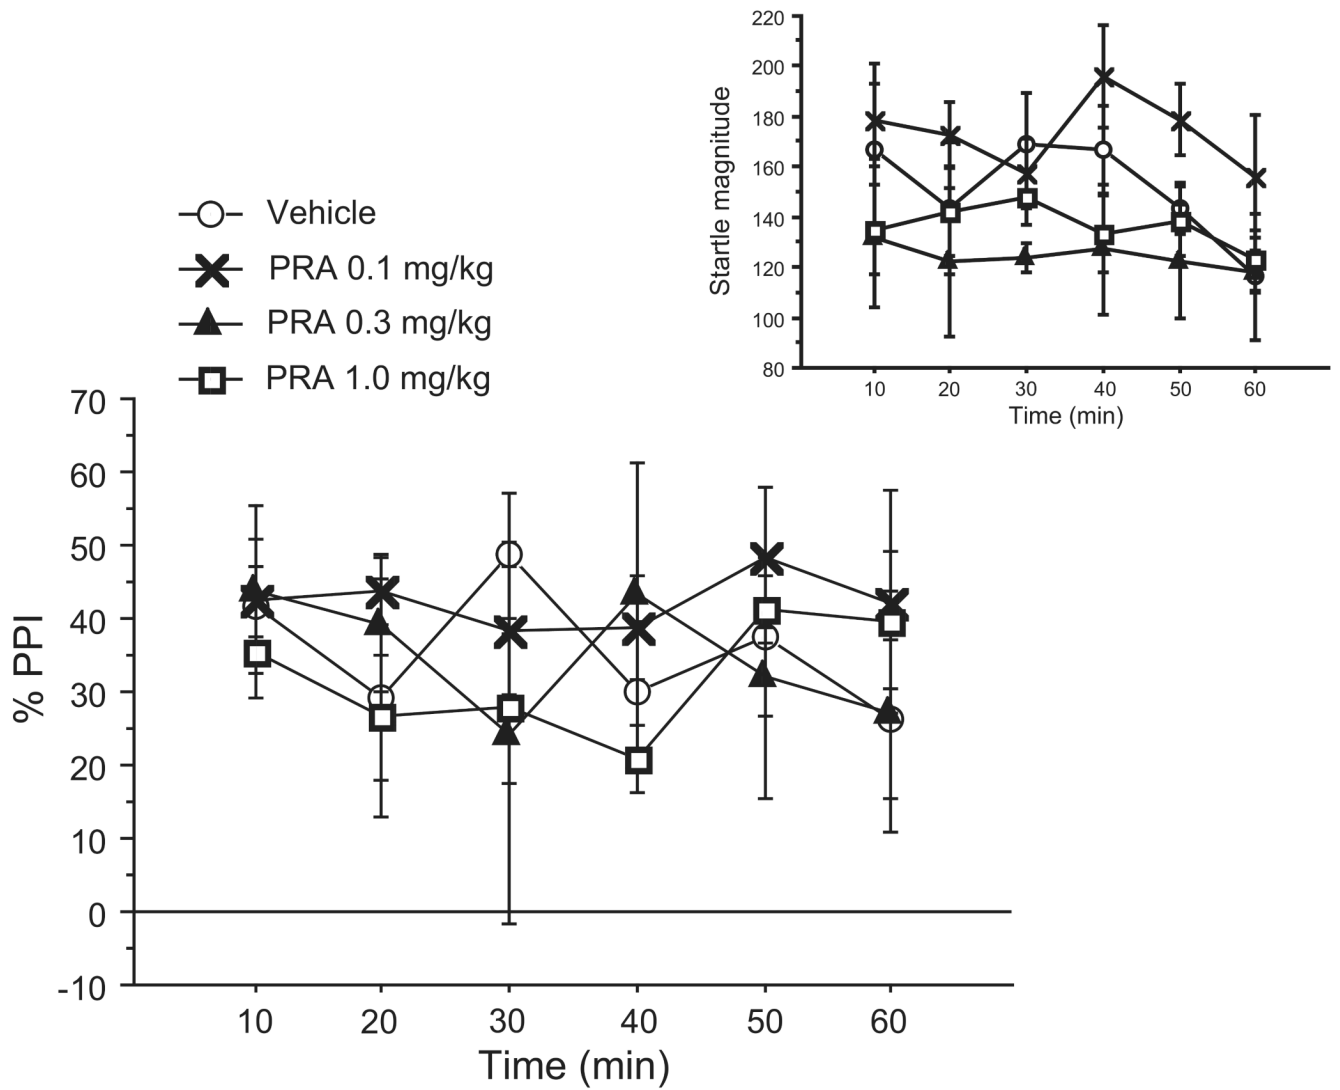 220
200
180
160
140
120
100
80
Startle magnitude
10 20 30 40 50 60
Time (min)
Vehicle
PRA 0.1 mg/kg
PRA 0.3 mg/kg
PRA 1.0 mg/kg
70
60
50
40
30
20
10
0
-10
% PPI
10 20 30 40 50 60
Time (min)